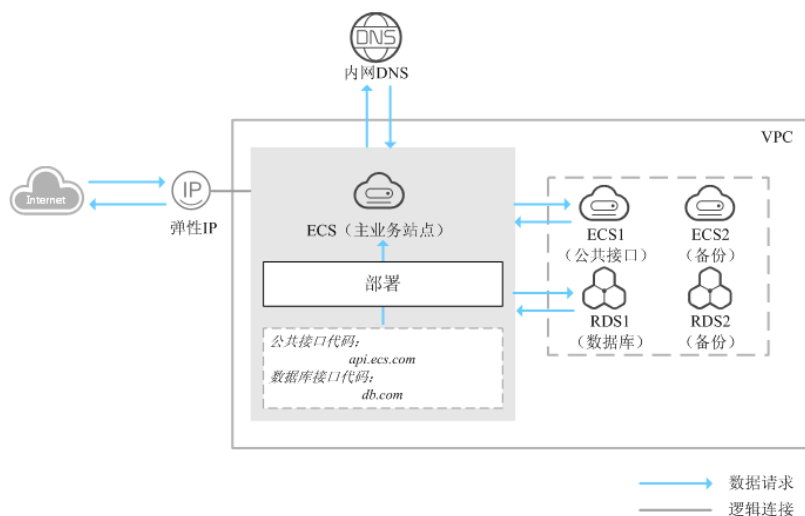 DNS
内网DNS
VPC
Internet
IP
弹性IP
ECS（主业务站点）
ECS1
（公共接口）
ECS2
（备份）
部署
RDS1
（数据库）
RDS2
（备份）
公共接口代码：
api.ecs.com
数据库接口代码：
db.com
数据请求
逻辑连接